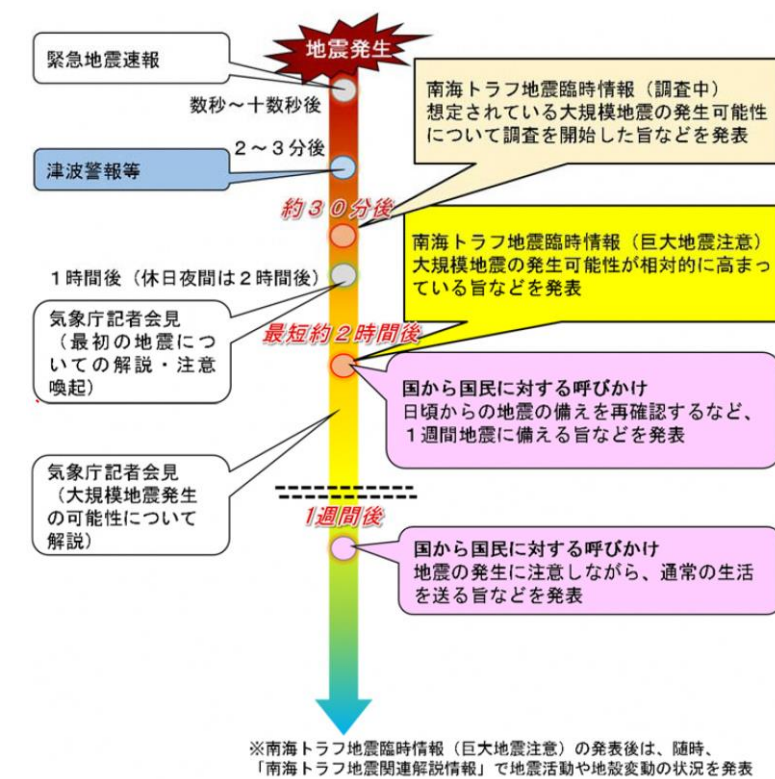 地震発生
緊急地震速報
数秒～十数秒後
南海トラフ地震臨時情報（調査中）
想定されている大規模地震の発生可能性
について調査を開始した旨などを発表
２～３分後
津波警報等
約３０分後
南海トラフ地震臨時情報（巨大地震注意）
大規模地震の発生可能性が相対的に高まっ
ている旨などを発表
１時間後（休日夜間は２時間後）
気象庁記者会見
（最初の地震につ
いての解説・注意
喚起）
最短約２時間後
国から国民に対する呼びかけ
日頃からの地震の備えを再確認するなど、
１週間地震に備える旨などを発表
気象庁記者会見
（大規模地震発生
の可能性について
解説）
1週間後
国から国民に対する呼びかけ
地震の発生に注意しながら、通常の生活
を送る旨などを発表
※南海トラフ地震臨時情報（巨大地震注意）の発表後は、随時、
「南海トラフ地震関連解説情報」で地震活動や地殻変動の状況を発表